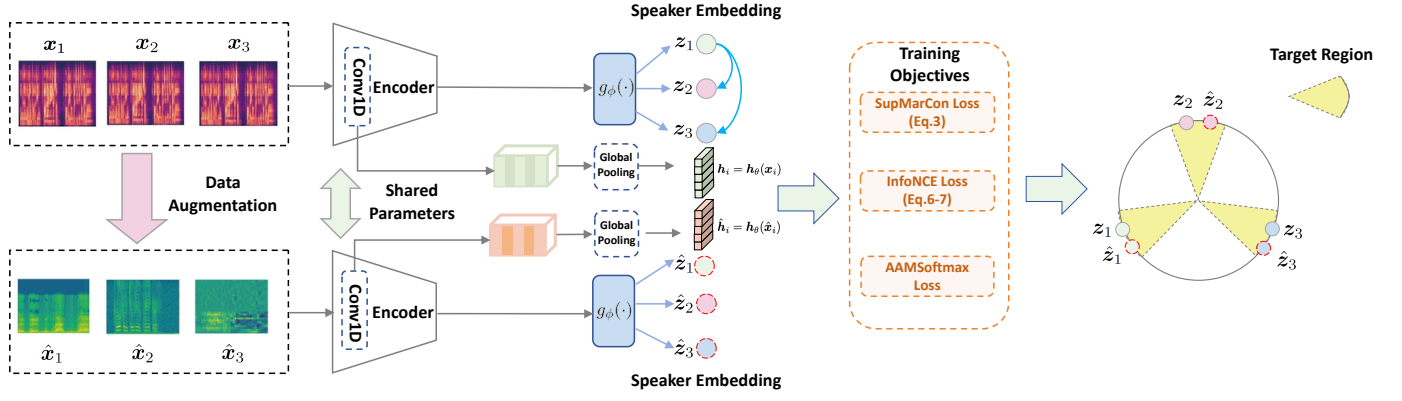 Speaker Embedding
x₁ x₂ x₃
Conv1D
Encoder
gϕ(·)
z₁
z₂
z₃
Global
Pooling
hᵢ = hθ(xᵢ)
Data
Augmentation
Shared
Parameters
Global
Pooling
ĥᵢ = hθ(x̂ᵢ)
Conv1D
Encoder
gϕ(·)
ẑ₁
ẑ₂
ẑ₃
x̂₁ x̂₂ x̂₃
Speaker Embedding
Training
Objectives
SupMarCon Loss
(Eq.3)
InfoNCE Loss
(Eq.6-7)
AAMSoftmax
Loss
Target Region
z₂ ẑ₂
z₁
ẑ₁
z₃
ẑ₃